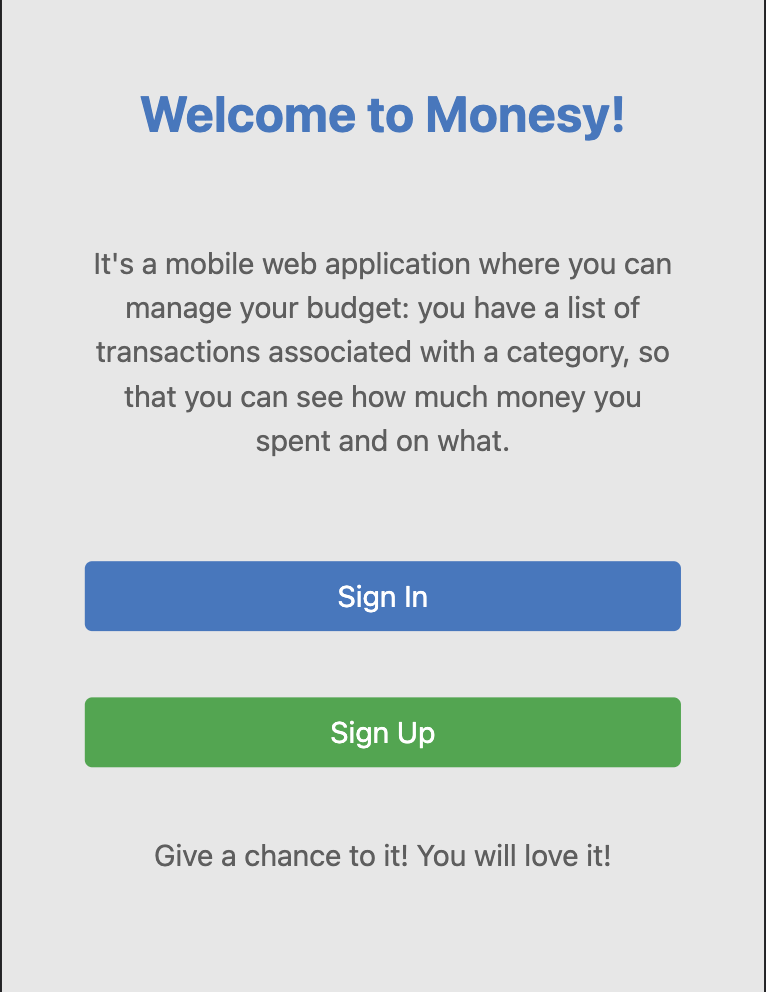 Welcome to Monesy!
It's a mobile web application where you can
manage your budget: you have a list of
transactions associated with a category, so
that you can see how much money you
spent and on what.
Sign In
Sign Up
Give a chance to it! You will love it!